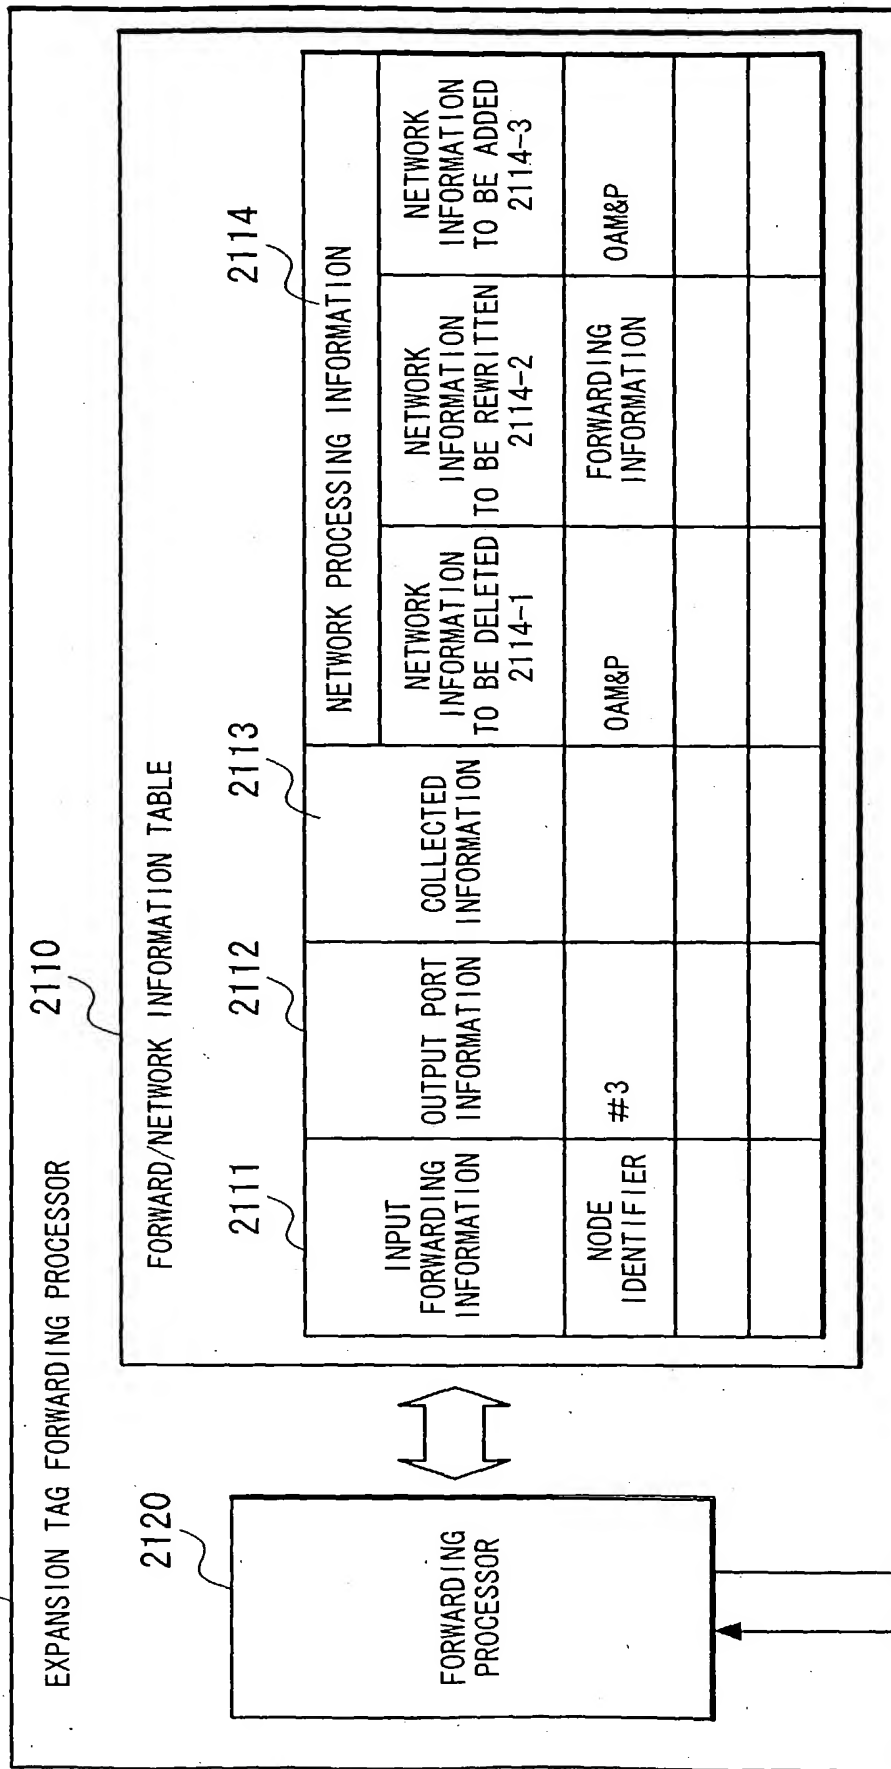 EXPANSION TAG FORWARDING PROCESSOR
2110
FORWARD/NETWORK INFORMATION TABLE
2111
2112
2113
2114
INPUT
FORWARDING
INFORMATION
OUTPUT PORT
INFORMATION
COLLECTED
INFORMATION
NETWORK PROCESSING INFORMATION
NETWORK
INFORMATION
TO BE DELETED
2114-1
NETWORK
INFORMATION
TO BE REWRITTEN
2114-2
NETWORK
INFORMATION
TO BE ADDED
2114-3
NODE
IDENTIFIER
#3
OAM&P
FORWARDING
INFORMATION
OAM&P
2120
FORWARDING
PROCESSOR